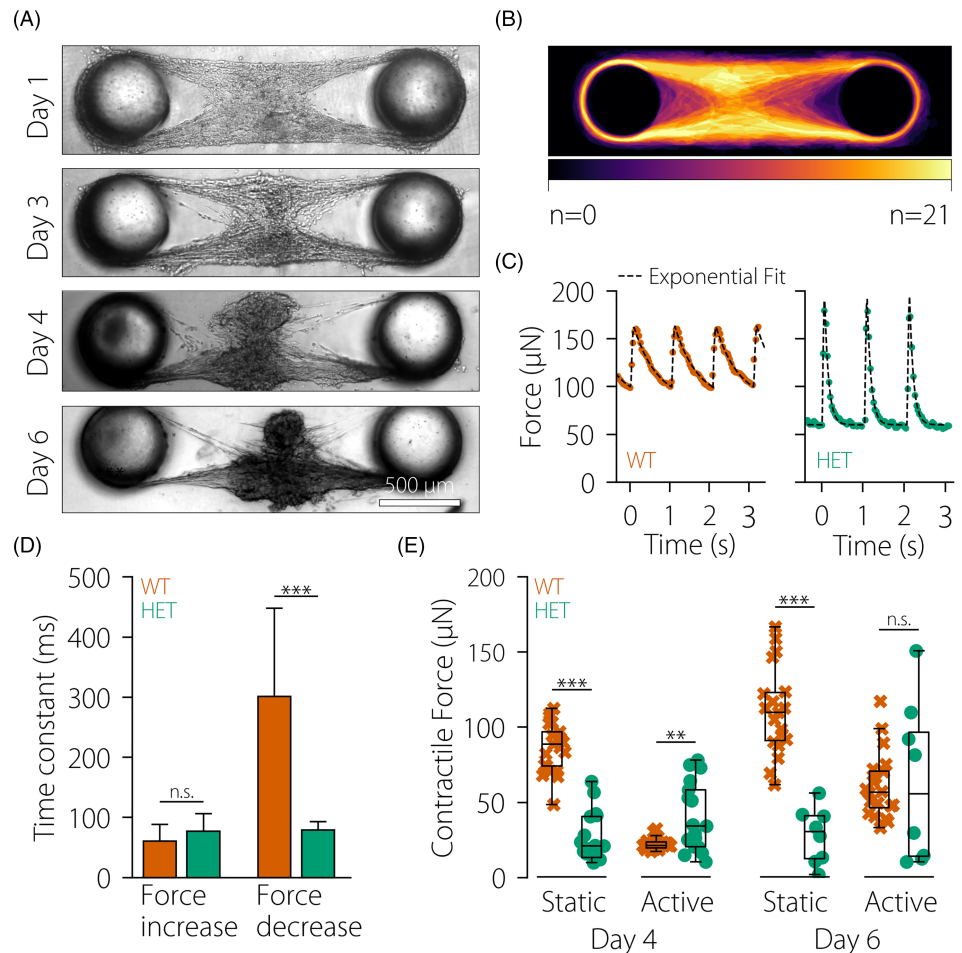 (A)
Day 1
Day 3
Day 4
Day 6
**
500 µm
(B)
n=0
n=21
(C)
Exponential Fit
Force (µN)
200
150
100
50
0
WT
HET
0 1 2 3
0 1 2 3
Time (s)
Time (s)
(D)
Time constant (ms)
500
400
300
200
100
0
WT
HET
n.s.
***
Force increase
Force decrease
(E)
Contractile Force (µN)
200
150
100
50
0
WT
HET
***
**
***
n.s.
Static Active Static Active
Day 4 Day 6